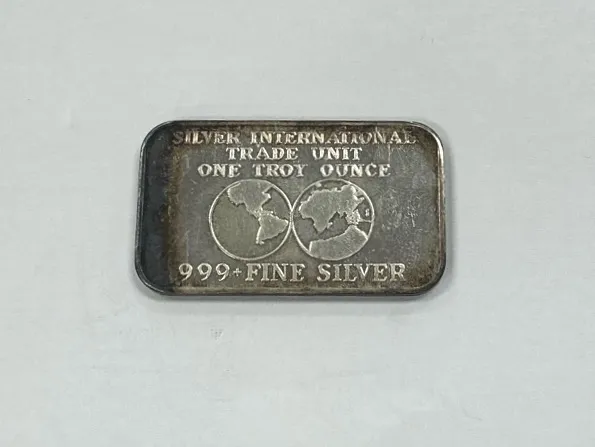 SILVER INTERNATIONAL
TRADE UNIT
ONE TROY OUNCE
999+ FINE SILVER